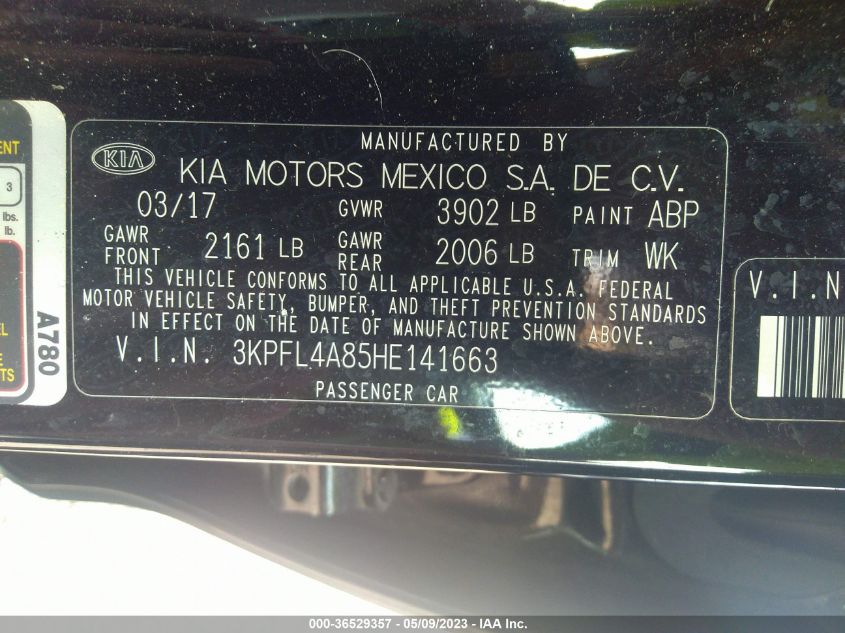 MANUFACTURED BY
KIA KIA MOTORS MEXICO S.A. DE C.V.
03/17 GVWR 3902 LB PAINT ABP
GAWR FRONT 2161 LB GAWR REAR 2006 LB TRIM WK
THIS VEHICLE CONFORMS TO ALL APPLICABLE U.S.A. FEDERAL
MOTOR VEHICLE SAFETY, BUMPER, AND THEFT PREVENTION STANDARDS
IN EFFECT ON THE DATE OF MANUFACTURE SHOWN ABOVE.
V.I.N. 3KPFL4A85HE141663
PASSENGER CAR
3
lbs.
lb.
A780
V.I.N
000-36529357 - 05/09/2023 - IAA Inc.